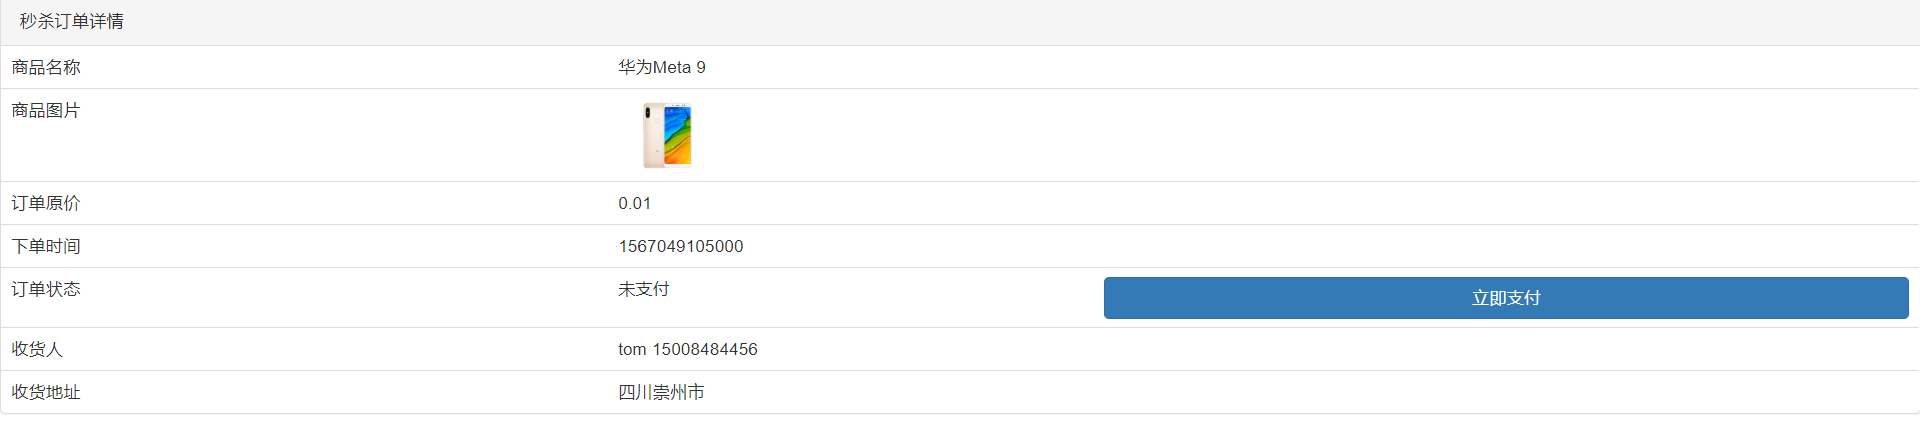 秒杀订单详情
商品名称 华为Meta 9
商品图片
订单原价 0.01
下单时间 1567049105000
订单状态 未支付 立即支付
收货人 tom 15008484456
收货地址 四川崇州市